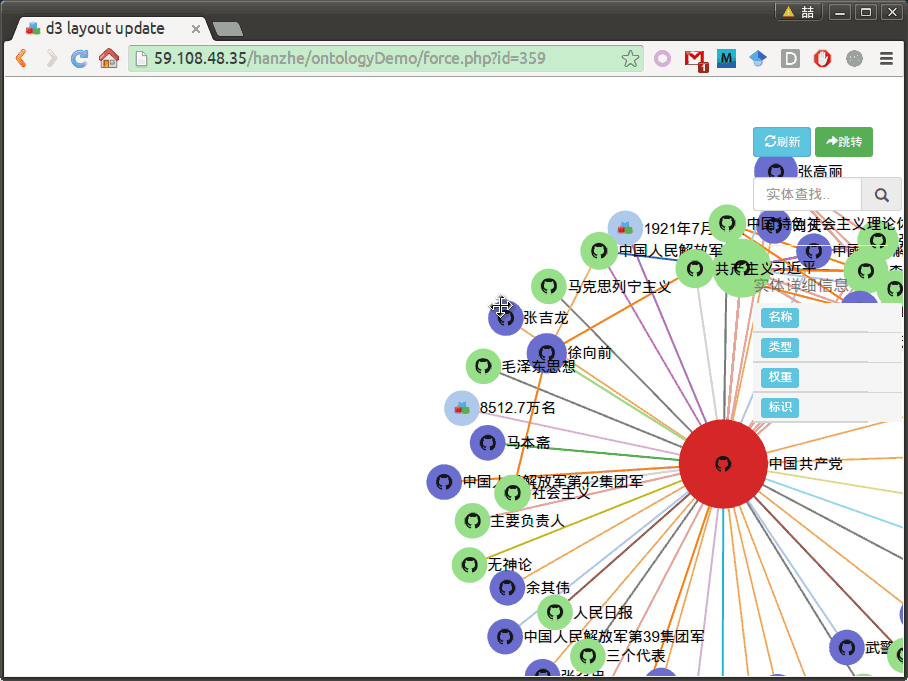 喆
d3 layout update
59.108.48.35/hanzhe/ontologyDemo/force.php?id=359
1
M
D
刷新
跳转
张高丽
实体查找..
1921年7月
中国特色社会主义理论体
中国人民解放军
共产主义
习近平
马克思列宁主义
实体详细信息
张吉龙
名称
徐向前
类型
毛泽东思想
权重
8512.7万名
标识
马本斋
中国共产党
中国人民解放军第42集团军
社会主义
主要负责人
无神论
余其伟
人民日报
中国人民解放军第39集团军
武警
三个代表